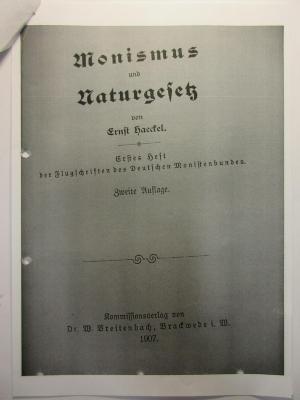 Monismus
und
Naturgesetz
von
Ernst Haeckel.
Erstes Heft
der Flugschriften des Deutschen Monistenbundes.
Zweite Auflage.
Kommissionsverlag von
Dr. W. Breitenbach, Brackwede i. W.
1907.